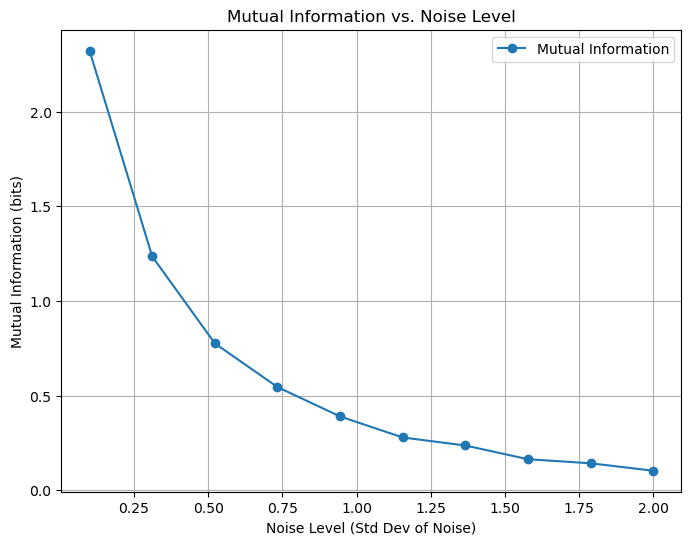 Mutual Information vs. Noise Level
Mutual Information
2.0
1.5
1.0
0.5
0.0
Mutual Information (bits)
0.25 0.50 0.75 1.00 1.25 1.50 1.75 2.00
Noise Level (Std Dev of Noise)